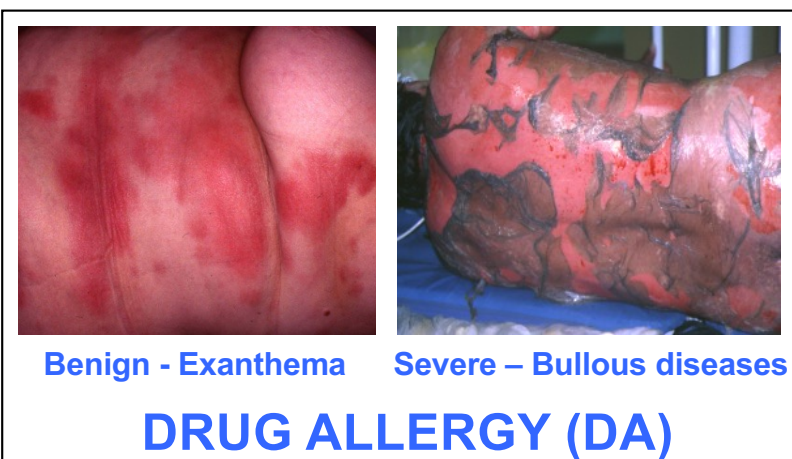 Benign - Exanthema
Severe – Bullous diseases
DRUG ALLERGY (DA)